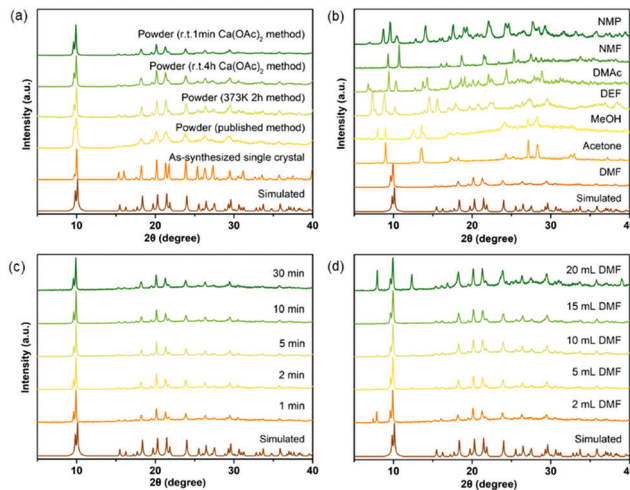 (a)
Powder (r.t.1min Ca(OAc)2 method)
Powder (r.t.4h Ca(OAc)2 method)
Powder (373K 2h method)
Powder (published method)
As-synthesized single crystal
Simulated
Intensity (a.u.)
10 20 30 40
2θ (degree)
(b)
NMP
NMF
DMAc
DEF
MeOH
Acetone
DMF
Simulated
Intensity (a.u.)
10 20 30 40
2θ (degree)
(c)
30 min
10 min
5 min
2 min
1 min
Simulated
Intensity (a.u.)
10 20 30 40
2θ (degree)
(d)
20 mL DMF
15 mL DMF
10 mL DMF
5 mL DMF
2 mL DMF
Simulated
Intensity (a.u.)
10 20 30 40
2θ (degree)